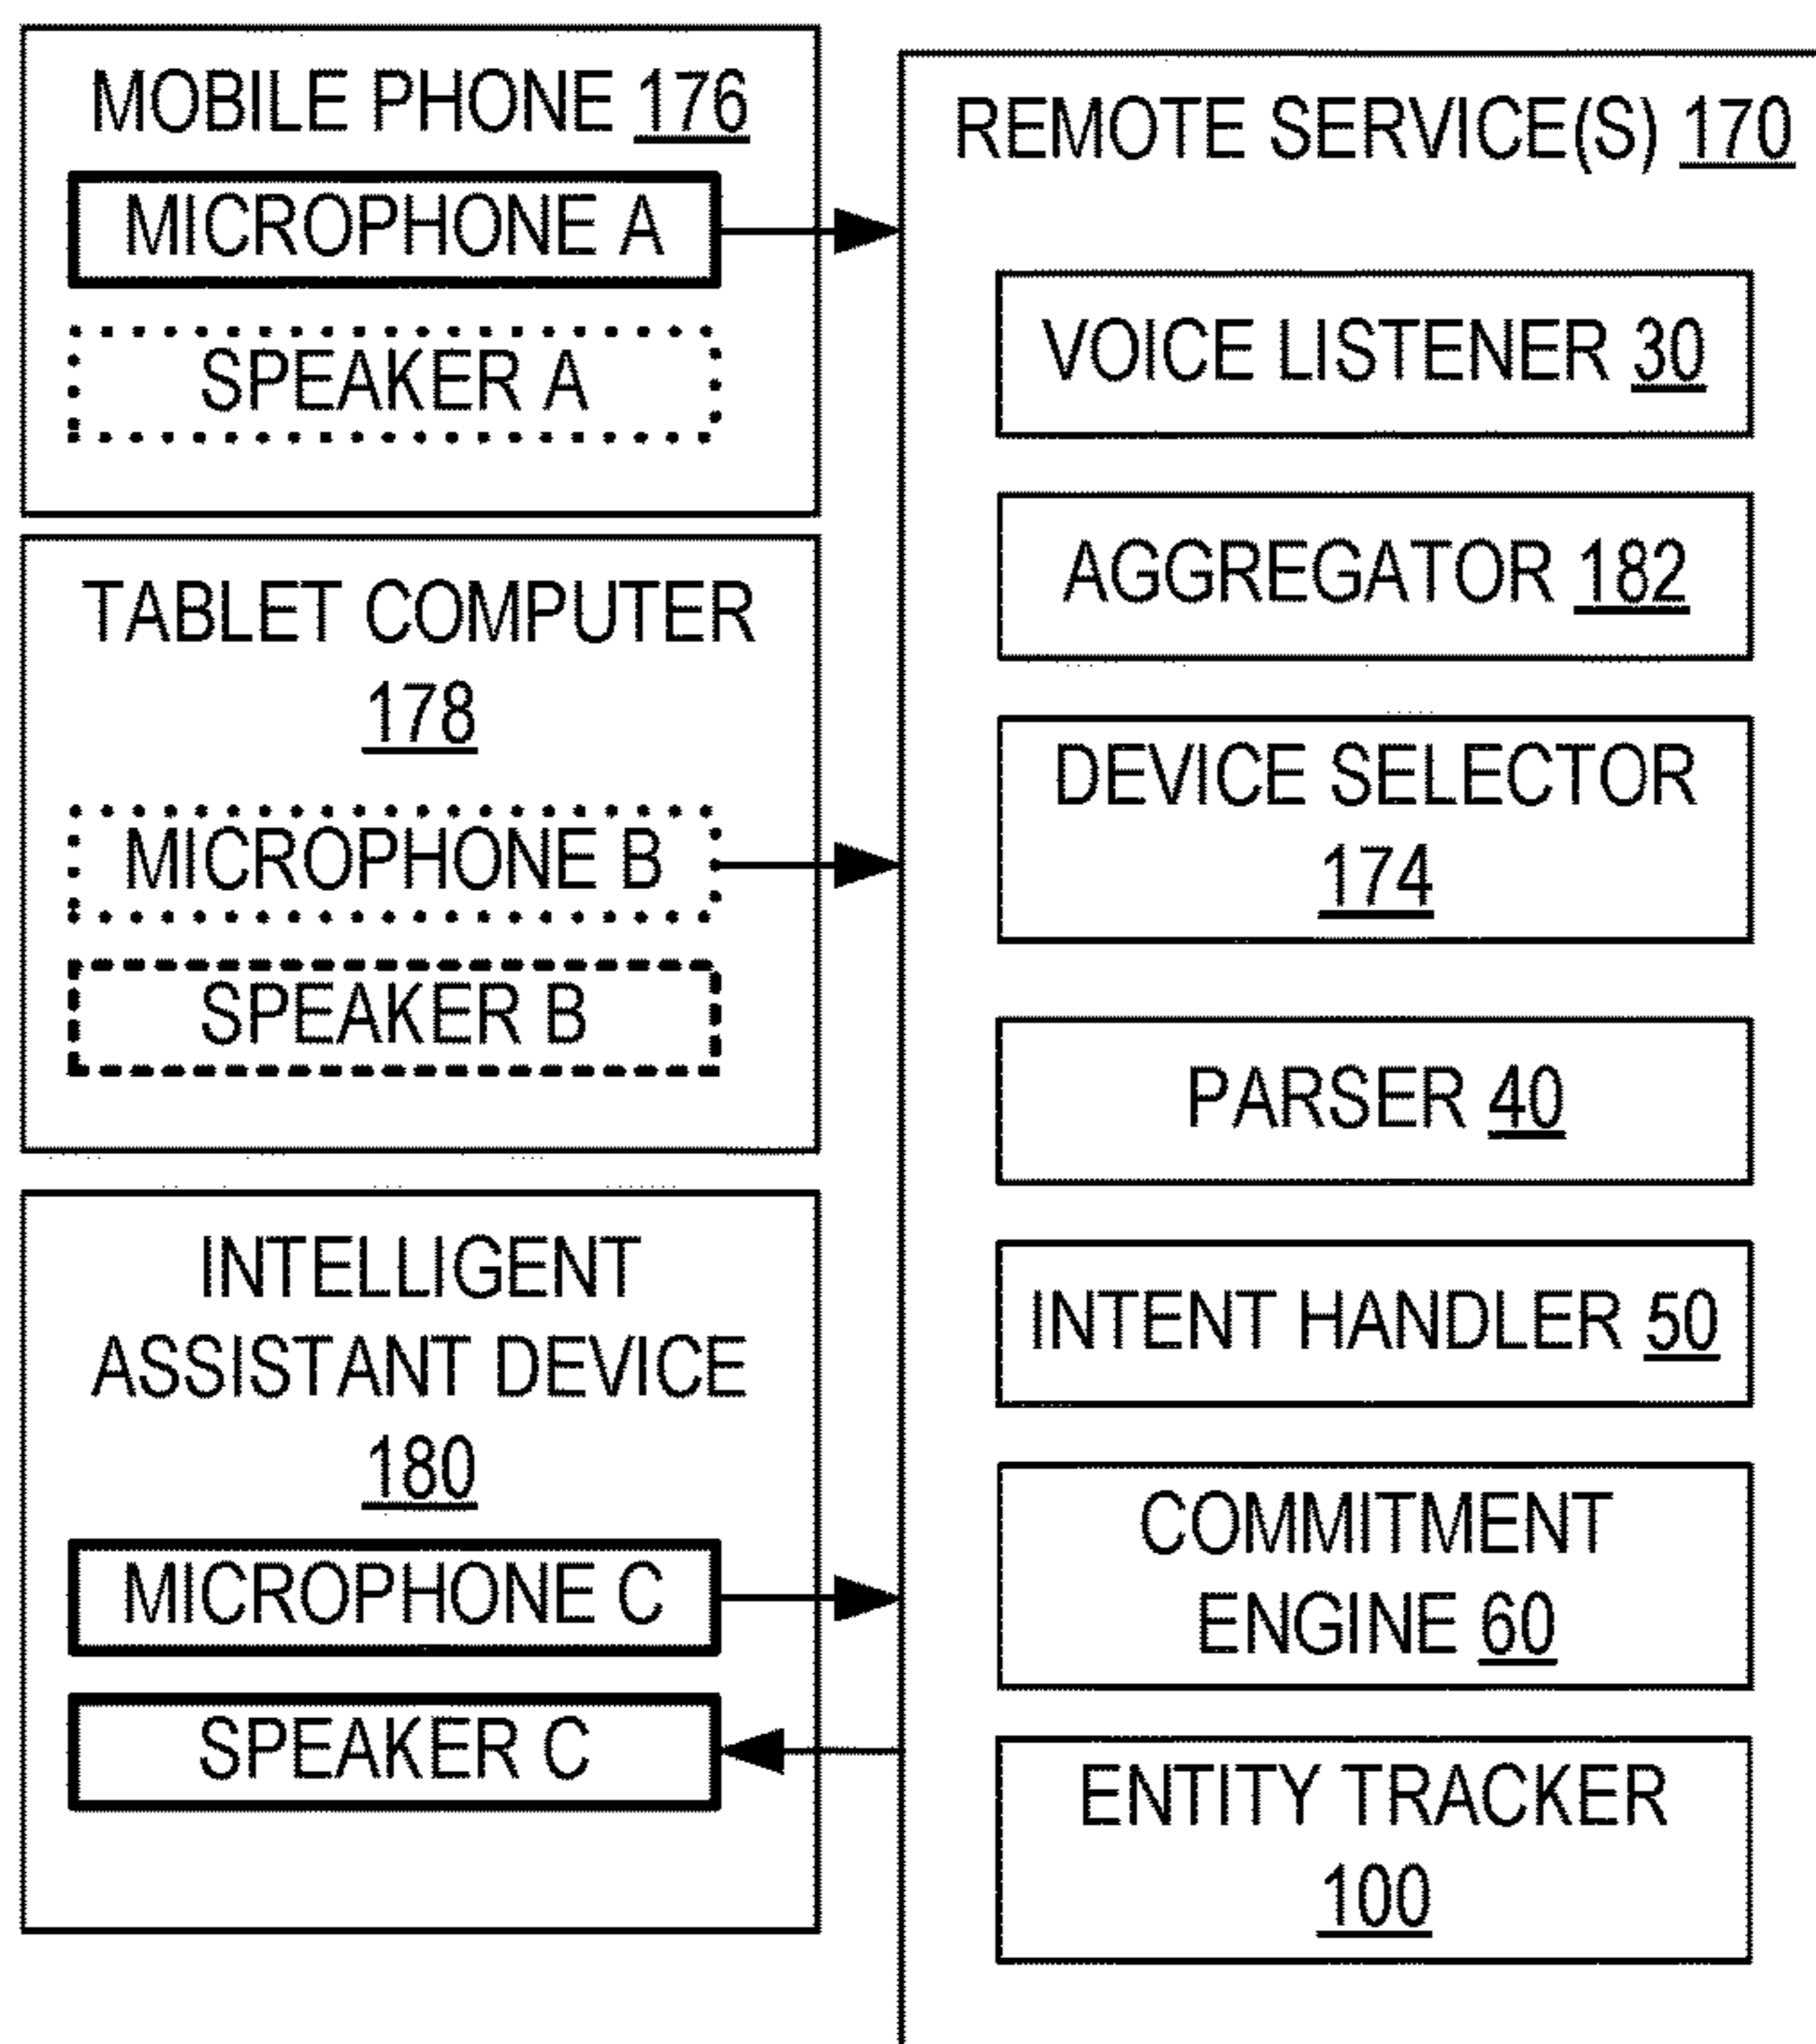 MOBILE PHONE 176
MICROPHONE A
SPEAKER A
TABLET COMPUTER
178
MICROPHONE B
SPEAKER B
INTELLIGENT
ASSISTANT DEVICE
180
MICROPHONE C
SPEAKER C
REMOTE SERVICE(S) 170
VOICE LISTENER 30
AGGREGATOR 182
DEVICE SELECTOR
174
PARSER 40
INTENT HANDLER 50
COMMITMENT
ENGINE 60
ENTITY TRACKER
100